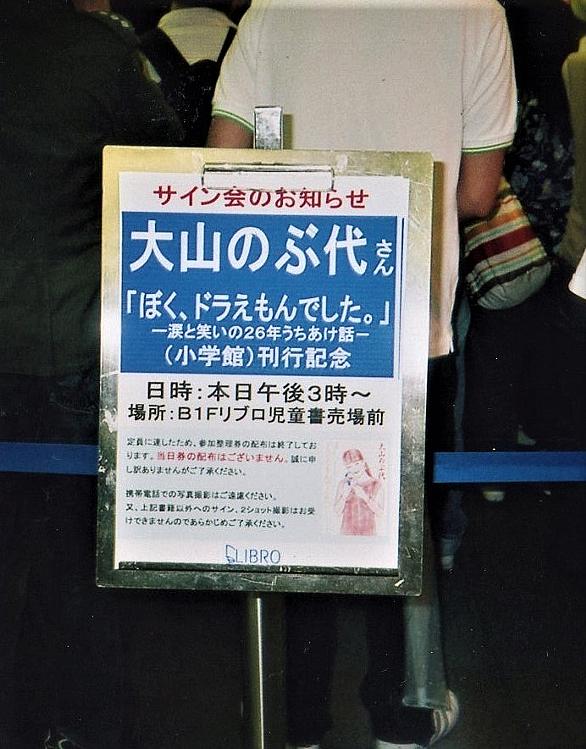 サイン会のお知らせ
大山のぶ代さん
「ぼく、ドラえもんでした。」
―涙と笑いの26年うちあけ話―
(小学館)刊行記念
日時:本日午後3時~
場所:B1Fリブロ児童書売場前
定員に達したため、参加整理券の配布は終了してお
ります。当日券の配布はございません。誠に申
し訳ありませんがご了承ください。
携帯電話での写真撮影はご遠慮ください。
又、上記書籍以外へのサイン、2ショット撮影はお受
けできませんのであらかじめご了承ください。
大山のぶ代
LIBRO